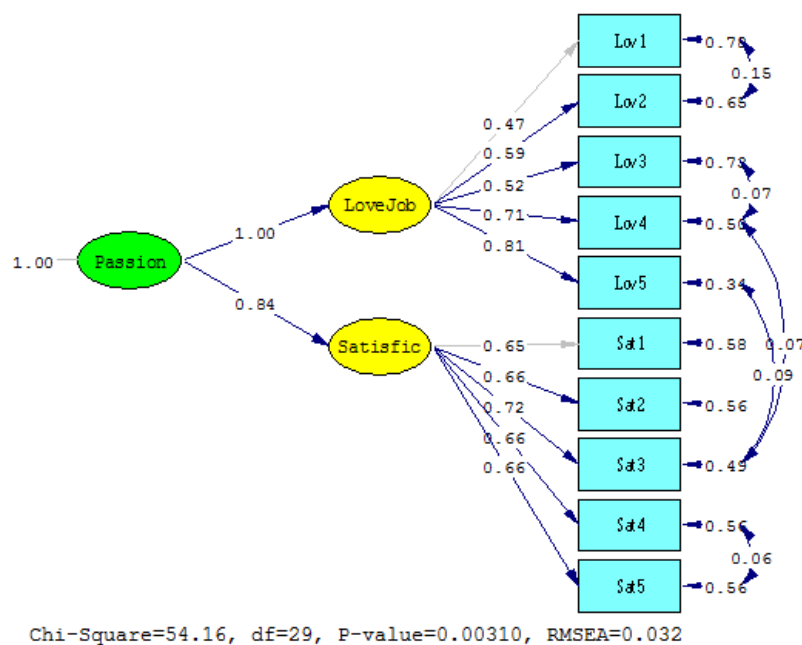 Lov1
0.78
0.15
Lov2
0.65
0.47
0.59
Lov3
0.73
0.52
0.07
LoveJob
0.71
Lov4
0.50
1.00
0.81
1.00
Passion
Lov5
0.34
0.84
Satisfic
0.65
Sat1
0.58
0.07
0.66
0.09
0.72
Sat2
0.56
0.66
0.66
Sat3
0.49
Sat4
0.56
0.06
Sat5
0.56
Chi-Square=54.16, df=29, P-value=0.00310, RMSEA=0.032